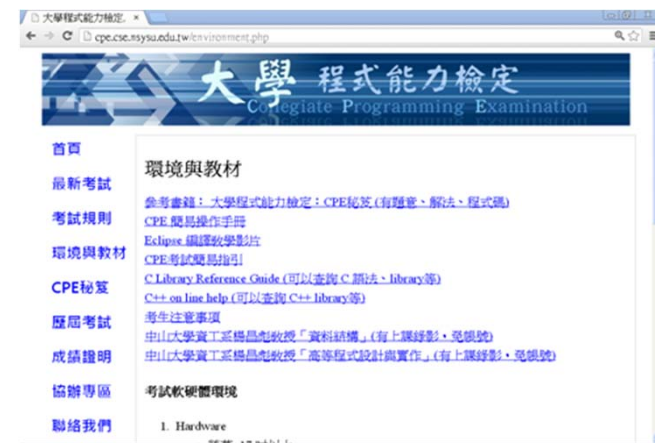 大學程式能力檢定
cpe.cse.nsysu.edu.tw/environment.php
大學 程式能力檢定
Collegiate Programming Examination
首頁
最新考試
考試規則
環境與教材
CPE秘笈
歷屆考試
成績證明
協辦專區
聯絡我們
環境與教材
參考書籍： 大學程式能力檢定：CPE秘笈 (有題意、解法、程式碼)
CPE 簡易操作手冊
Eclipse 編譯教學影片
CPE考試簡易指引
C Library Reference Guide (可以查詢 C 語法、library等)
C++ on line help (可以查詢 C++ library等)
考生注意事項
中山大學資工系楊昌彪教授「資料結構」(有上課錄影，免帳號)
中山大學資工系楊昌彪教授「高等程式設計與實作」(有上課錄影，免帳號)
考試軟硬體環境
1. Hardware